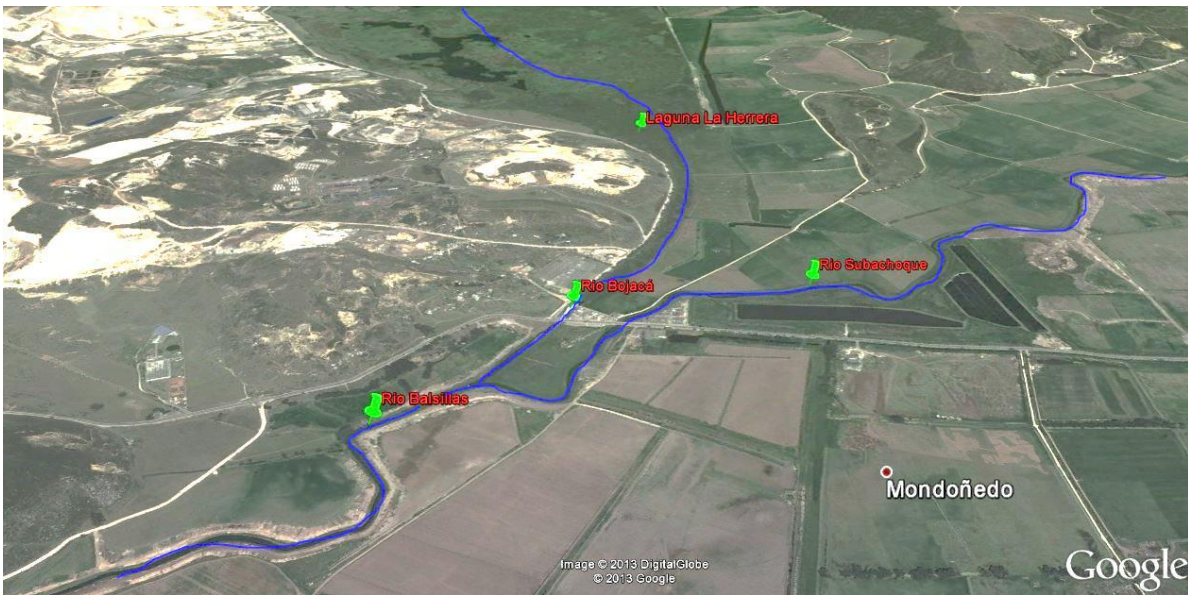 Laguna La Herrera
Rio Subachoque
Rio Bojacá
Rio Balsillas
Mondoñedo
Image © 2013 DigitalGlobe
© 2013 Google
Google